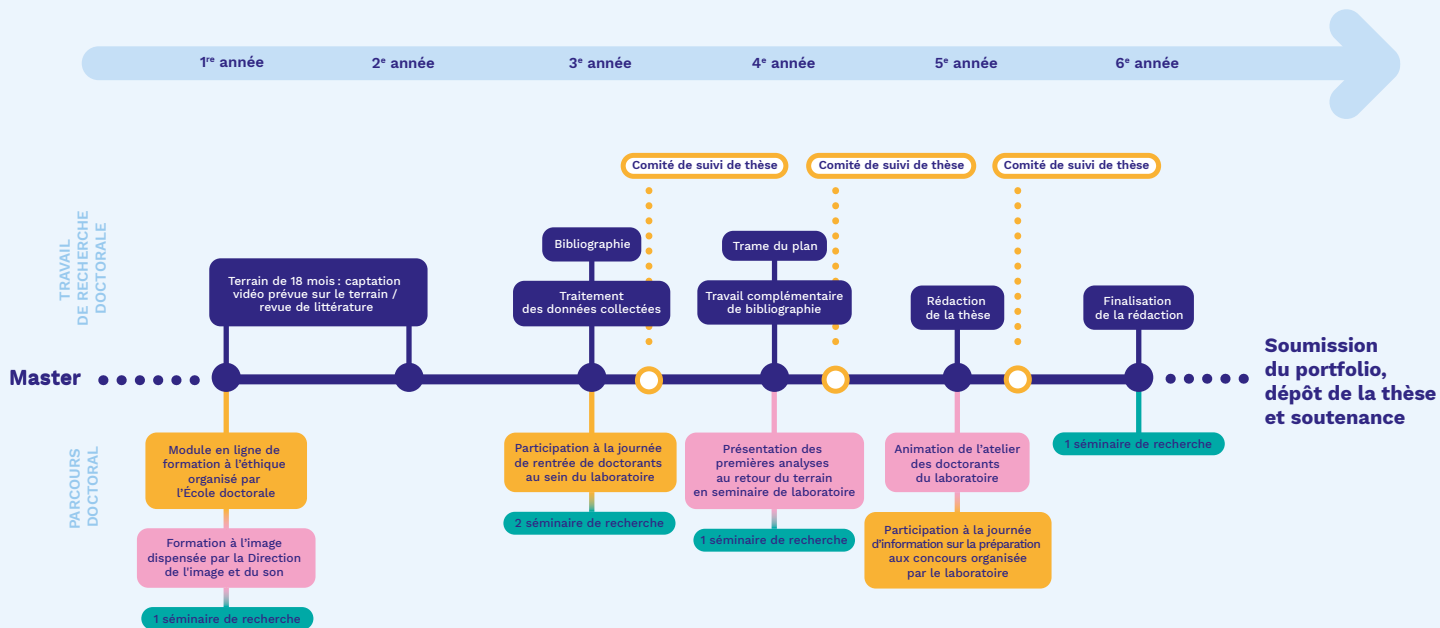 1re année
2e année
3e année
4e année
5e année
6e année
Comité de suivi de thèse
Comité de suivi de thèse
Comité de suivi de thèse
TRAVAIL
DE RECHERCHE
DOCTORALE
Terrain de 18 mois : captation
vidéo prévue sur le terrain /
revue de littérature
Bibliographie
Traitement
des données collectées
Trame du plan
Travail complémentaire
de bibliographie
Rédaction
de la thèse
Finalisation
de la rédaction
Master
Soumission
du portfolio,
dépôt de la thèse
et soutenance
PARCOURS
DOCTORAL
Module en ligne de
formation à l'éthique
organisé par
l'École doctorale
Formation à l'image
dispensée par la Direction
de l'image et du son
1 séminaire de recherche
Participation à la journée
de rentrée de doctorants
au sein du laboratoire
2 séminaire de recherche
Présentation des
premières analyses
au retour du terrain
en seminaire de laboratoire
1 séminaire de recherche
Animation de l'atelier
des doctorants
du laboratoire
Participation à la journée
d'information sur la préparation
aux concours organisée
par le laboratoire
1 séminaire de recherche